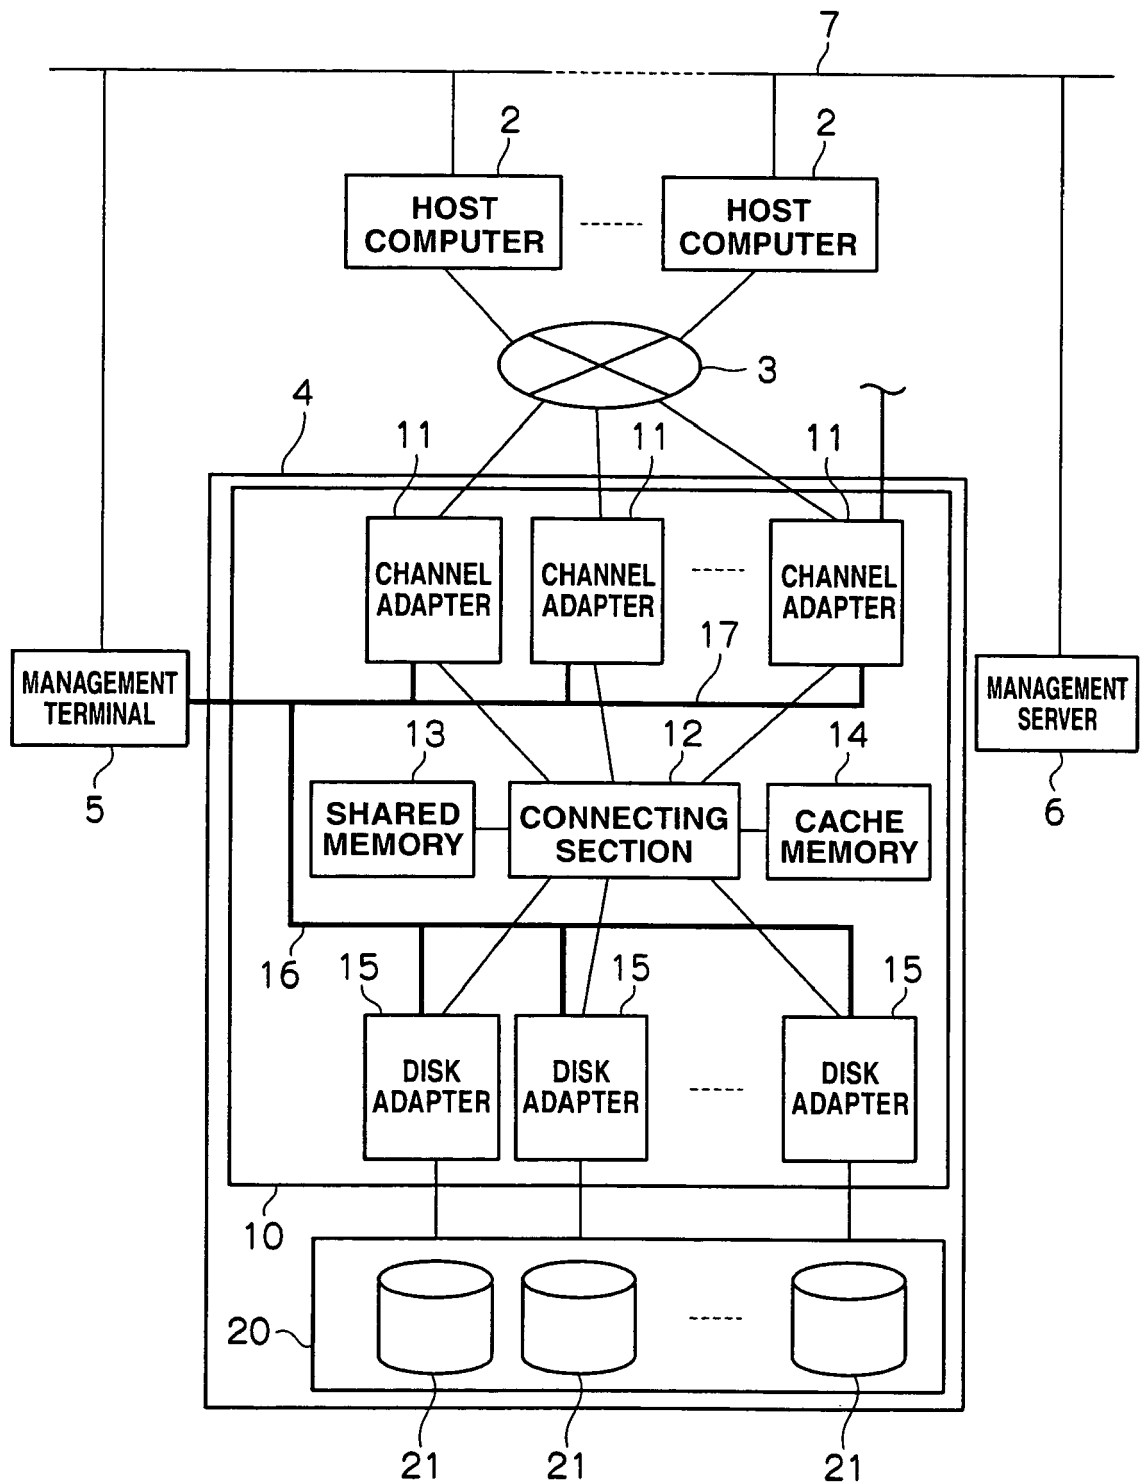 7
2
2
HOST
COMPUTER
HOST
COMPUTER
3
4
11
11
11
CHANNEL
ADAPTER
CHANNEL
ADAPTER
CHANNEL
ADAPTER
17
MANAGEMENT
TERMINAL
MANAGEMENT
SERVER
5
13
12
14
6
SHARED
MEMORY
CONNECTING
SECTION
CACHE
MEMORY
16
15
15
15
DISK
ADAPTER
DISK
ADAPTER
DISK
ADAPTER
10
20
21
21
21